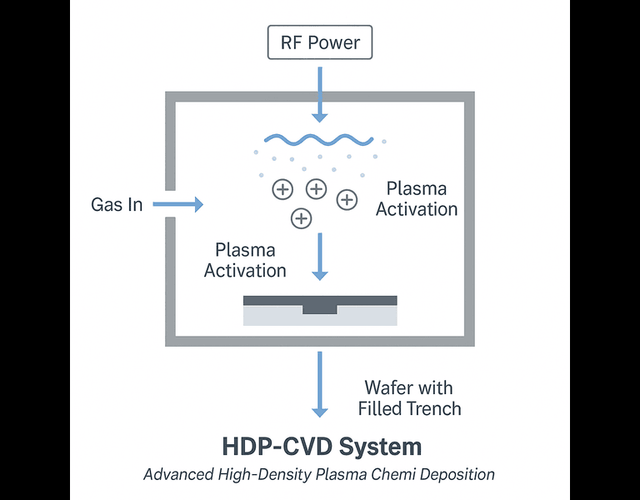 RF Power
Gas In
Plasma
Activation
Plasma
Activation
Wafer with
Filled Trench
HDP-CVD System
Advanced High-Density Plasma Chemi Deposition